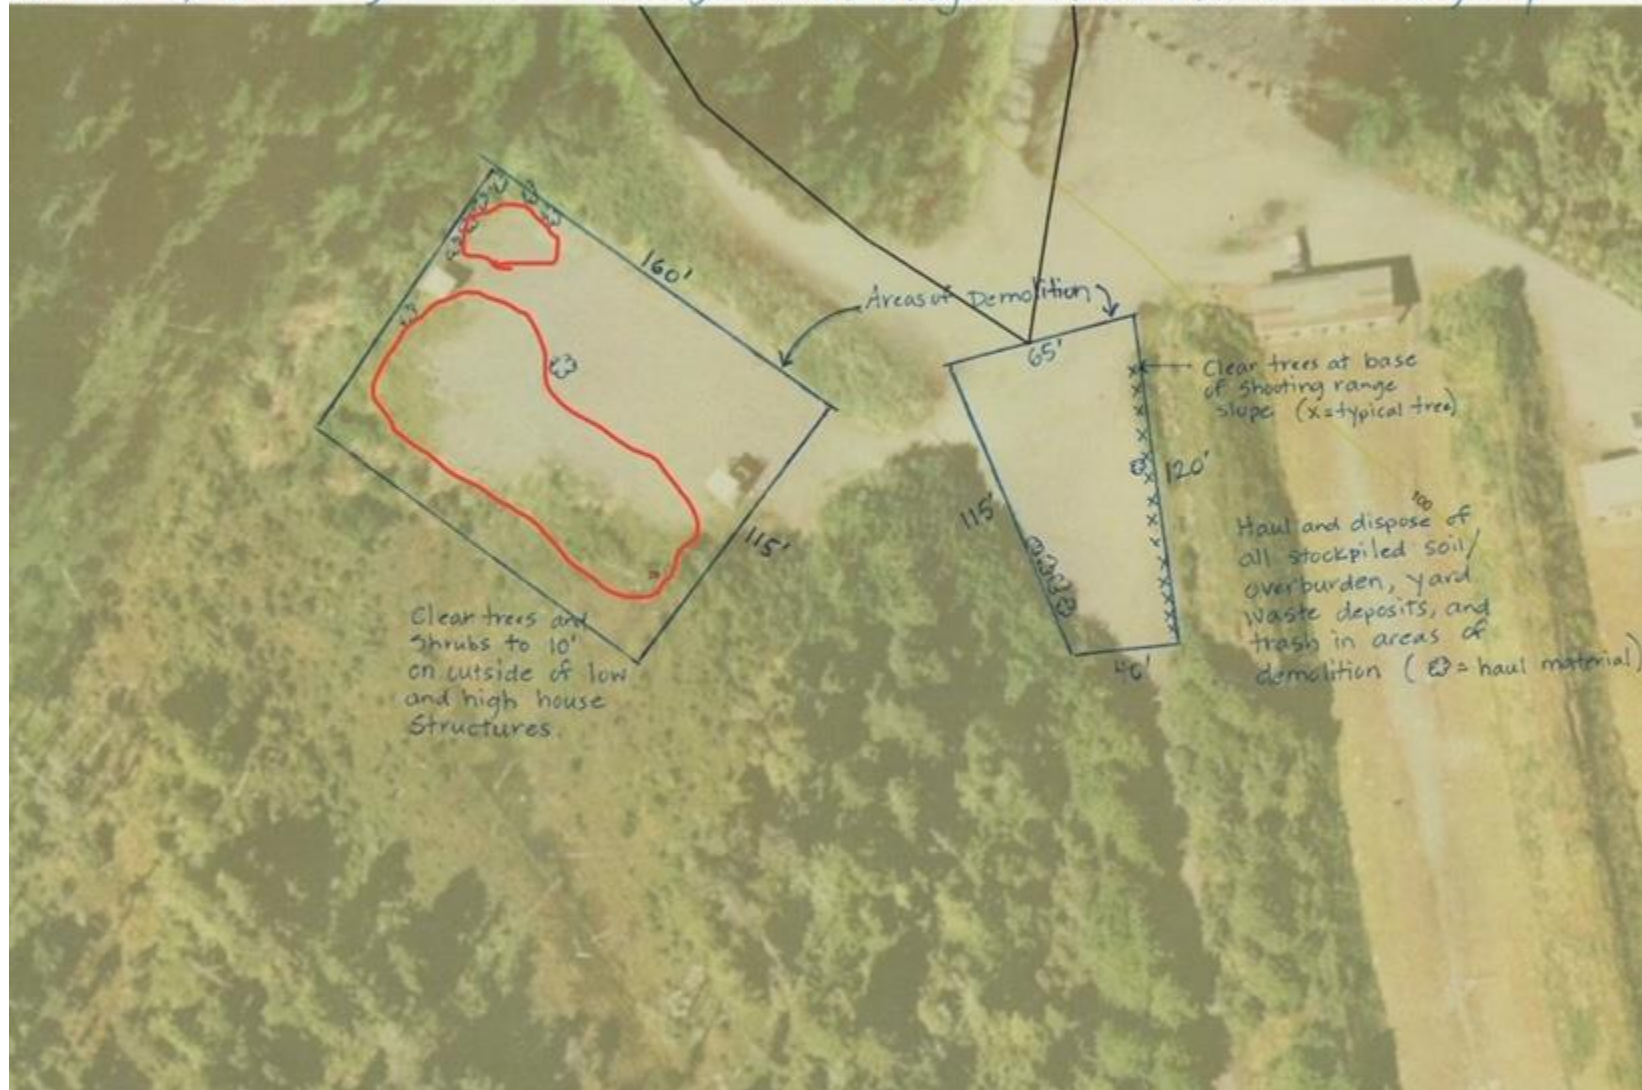 160'
Areas of Demolition
65'
Clear trees at base
of shooting range
slope (x=typical tree)
120'
115'
115'
100
Haul and dispose of
all stockpiled soil/
overburden, yard
waste deposits, and
trash in areas of
demolition ( = haul material)
Clear trees and
Shrubs to 10'
on outside of low
and high house
Structures.
40'